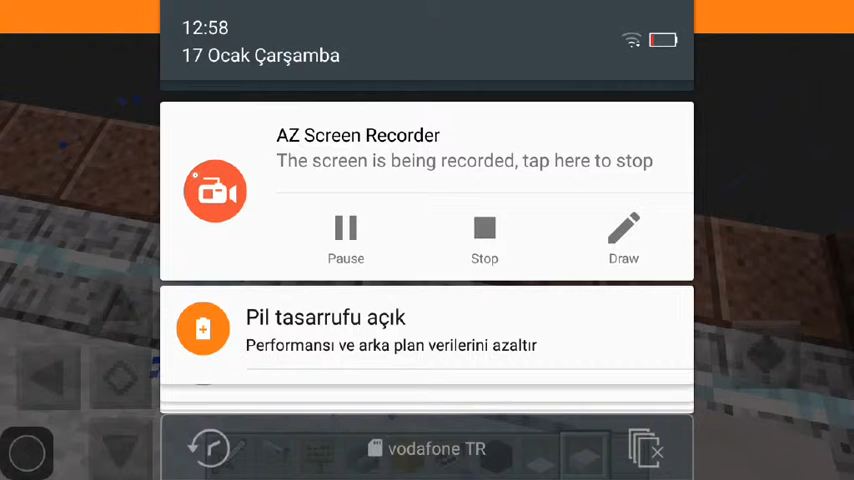 12:58
17 Ocak Çarşamba
AZ Screen Recorder
The screen is being recorded, tap here to stop
Pause
Stop
Draw
Pil tasarrufu açık
Performansı ve arka plan verilerini azaltır
vodafone TR